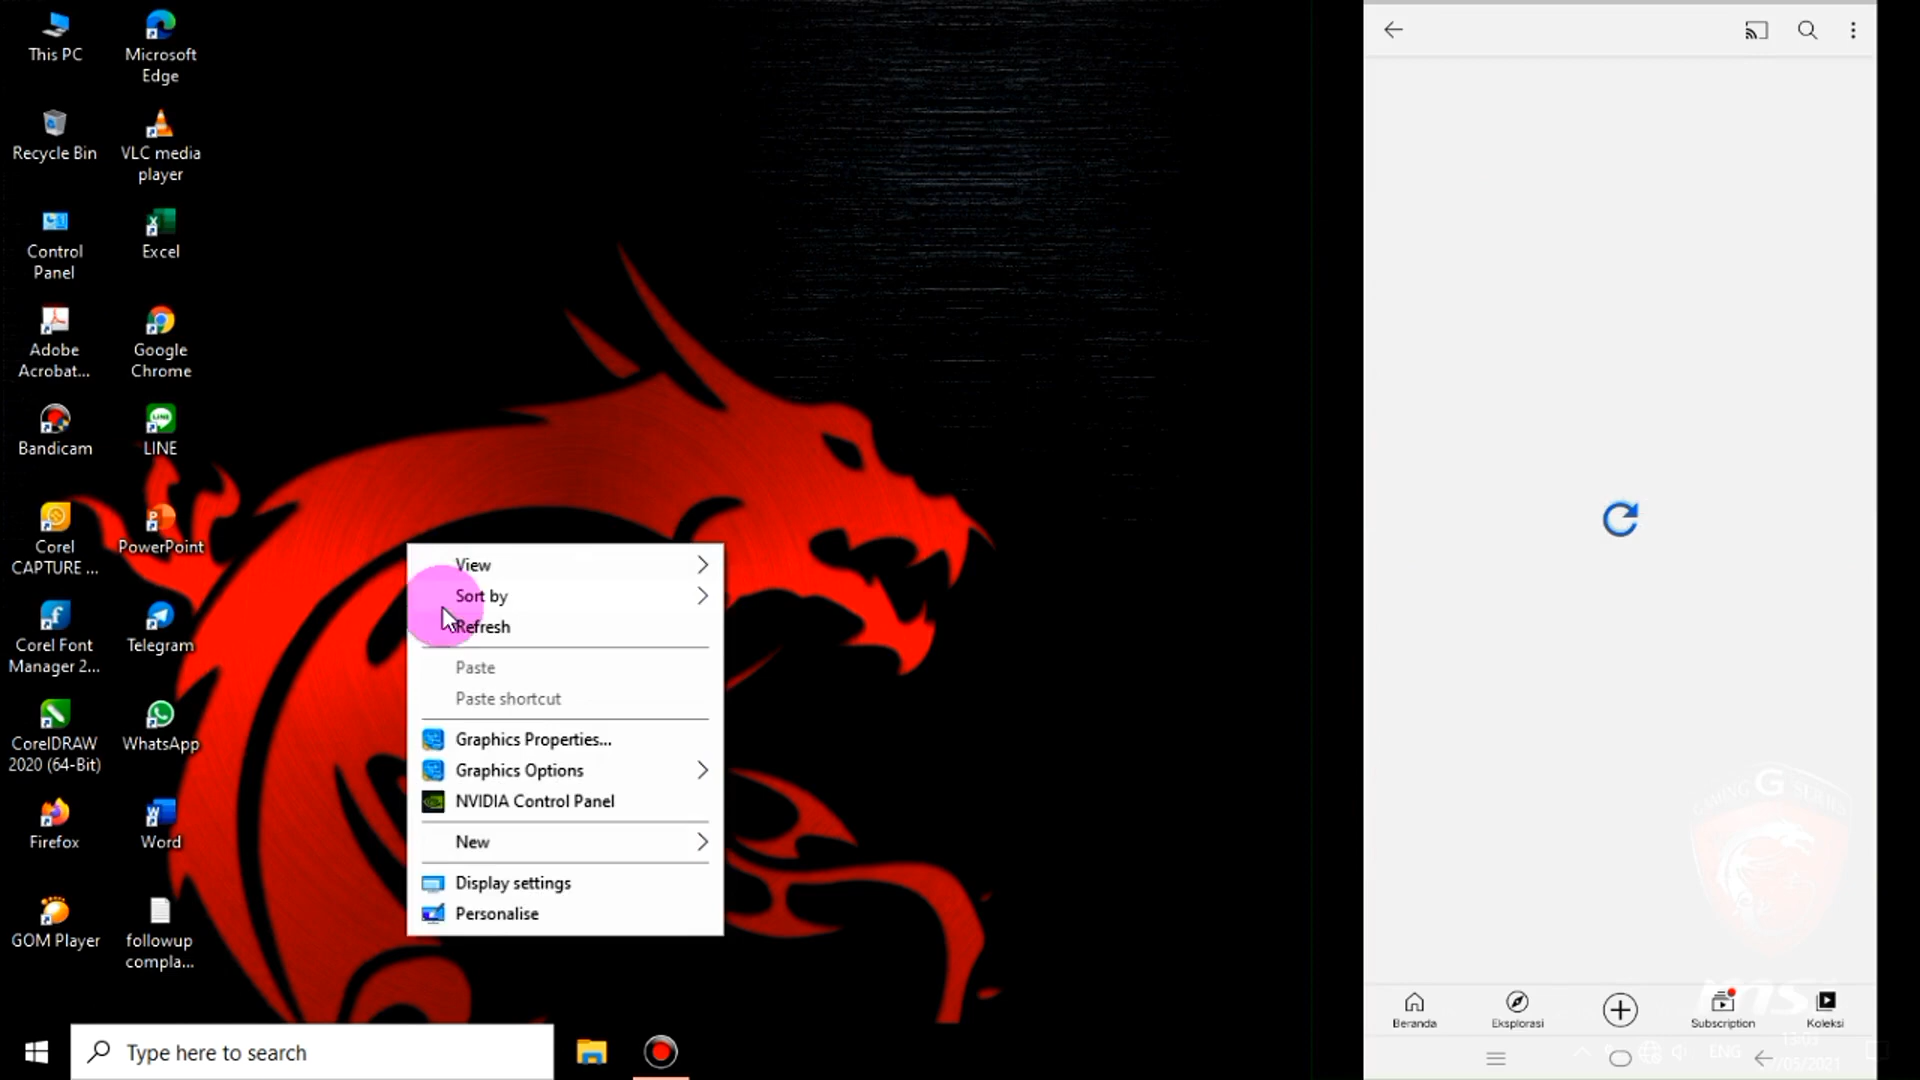 This PC
Microsoft
Edge
Recycle Bin
VLC media
player
Control
Panel
Excel
Adobe
Acrobat...
Google
Chrome
Bandicam
LINE
Corel
CAPTURE ...
PowerPoint
Corel Font
Manager 2...
Telegram
CorelDRAW
2020 (64-Bit)
WhatsApp
Firefox
Word
GOM Player
followup
compla...
View
Sort by
Refresh
Paste
Paste shortcut
Graphics Properties...
Graphics Options
NVIDIA Control Panel
New
Display settings
Personalise
Type here to search
GAMING G SERIES
Beranda
Eksplorasi
Subscription
Koleksi
ENG